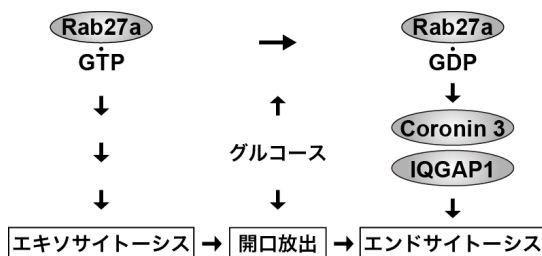 Rab27a
GTP
Rab27a
GDP
Coronin 3
IQGAP1
グルコース
エキソサイトーシス
開口放出
エンドサイトーシス